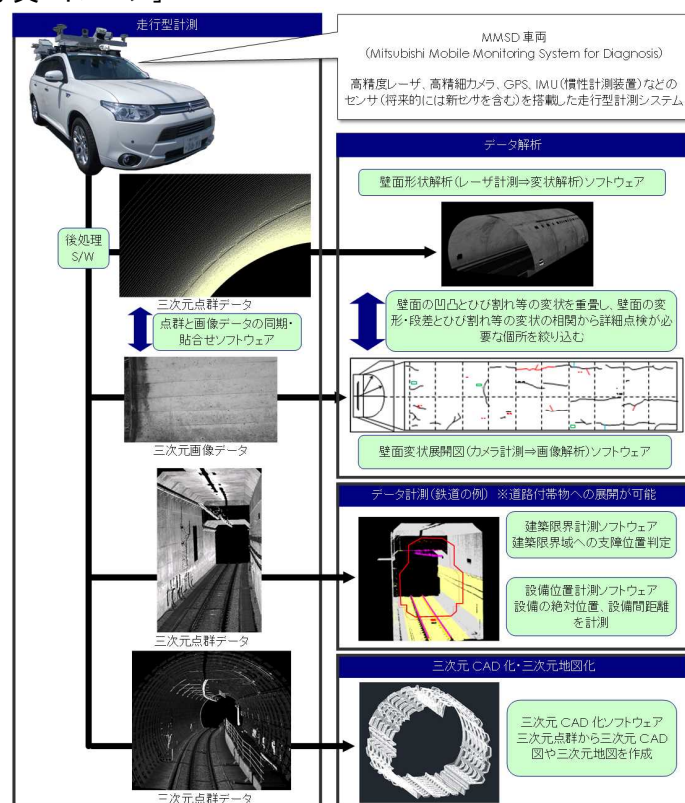 走行型計測
MMSD 車両
(Mitsubishi Mobile Monitoring System for Diagnosis)
高精度レーザ、高精細カメラ、GPS、IMU(慣性計測装置)などの
センサ(将来的には新センサを含む)を搭載した走行型計測システム
データ解析
壁面形状解析(レーザ計測⇒変状解析)ソフトウェア
後処理
S/W
三次元点群データ
点群と画像データの同期・
貼合せソフトウェア
壁面の凹凸とひび割れ等の変状を重畳し、壁面の変
形・段差とひび割れ等の変状の相関から詳細点検が必
要な個所を絞り込む
三次元画像データ
壁面変状展開図(カメラ計測⇒画像解析)ソフトウェア
データ計測(鉄道の例) ※道路付帯物への展開が可能
建築限界計測ソフトウェア
建築限界域への支障位置判定
設備位置計測ソフトウェア
設備の絶対位置、設備間距離
を計測
三次元点群データ
三次元 CAD 化・三次元地図化
三次元 CAD 化ソフトウェア
三次元点群から三次元 CAD
図や三次元地図を作成
三次元点群データ